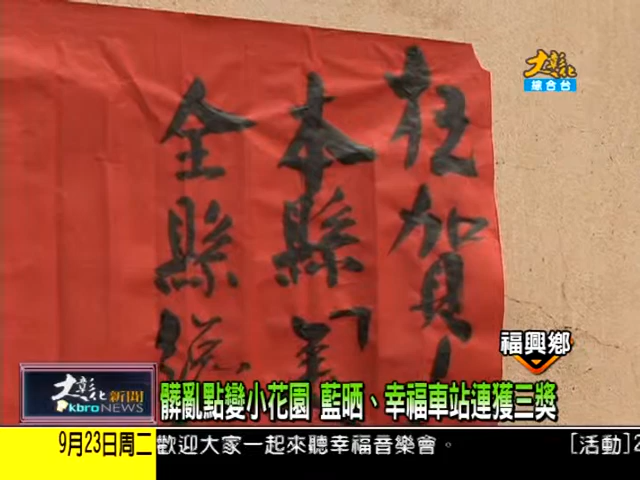 狂賀！
本縣「美
全縣
大彰化
綜合台
福興鄉
大彰化新聞
kbro NEWS
髒亂點變小花園 藍晒、幸福車站連獲三獎
9月23日周二
歡迎大家一起來聽幸福音樂會。
[活動]2